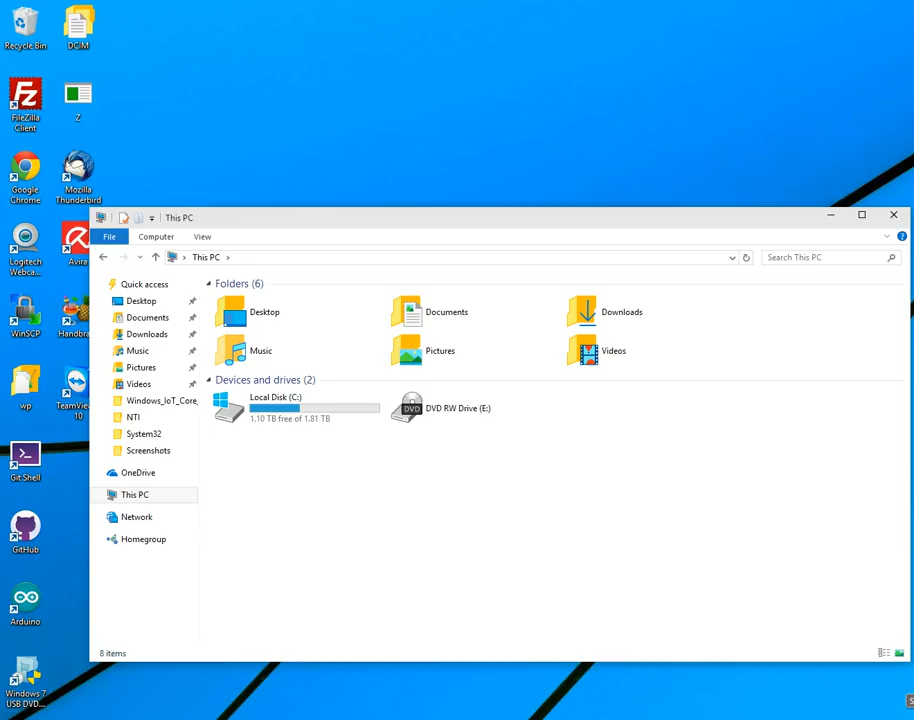 Recycle Bin
DCIM
FileZilla
Client
Z
Google
Chrome
Mozilla
Thunderbird
Logitech
Webca...
Avira
WinSCP
Handbra
wp
TeamView
10
Git Shell
GitHub
Arduino
Windows 7
USB DVD...
This PC
File
Computer
View
This PC
Search This PC
Quick access
Desktop
Documents
Downloads
Music
Pictures
Videos
Windows_IoT_Core_
NTI
System32
Screenshots
OneDrive
This PC
Network
Homegroup
Folders (6)
Desktop
Documents
Downloads
Music
Pictures
Videos
Devices and drives (2)
Local Disk (C:)
1.10 TB free of 1.81 TB
DVD
DVD RW Drive (E:)
8 items